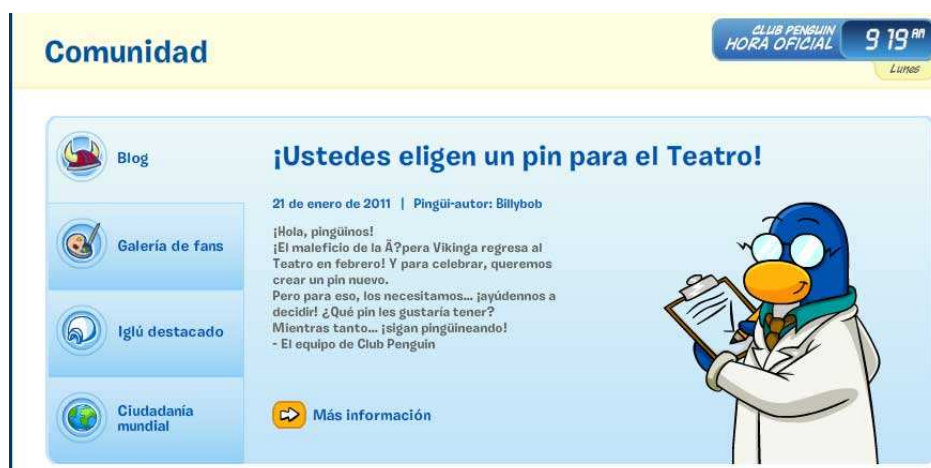 Comunidad
CLUB PENGUIN
HORA OFICIAL
9 19 AM
Lunes
Blog
Galería de fans
Iglú destacado
Ciudadanía
mundial
¡Ustedes eligen un pin para el Teatro!
21 de enero de 2011 | Pingüi-autor: Billybob
¡Hola, pingüinos!
¡El maleficio de la Ã?pera Vikinga regresa al
Teatro en febrero! Y para celebrar, queremos
crear un pin nuevo.
Pero para eso, los necesitamos... ¡ayúdennos a
decidir! ¿Qué pin les gustaría tener?
Mientras tanto... ¡sigan pingüineando!
- El equipo de Club Penguin
Más información